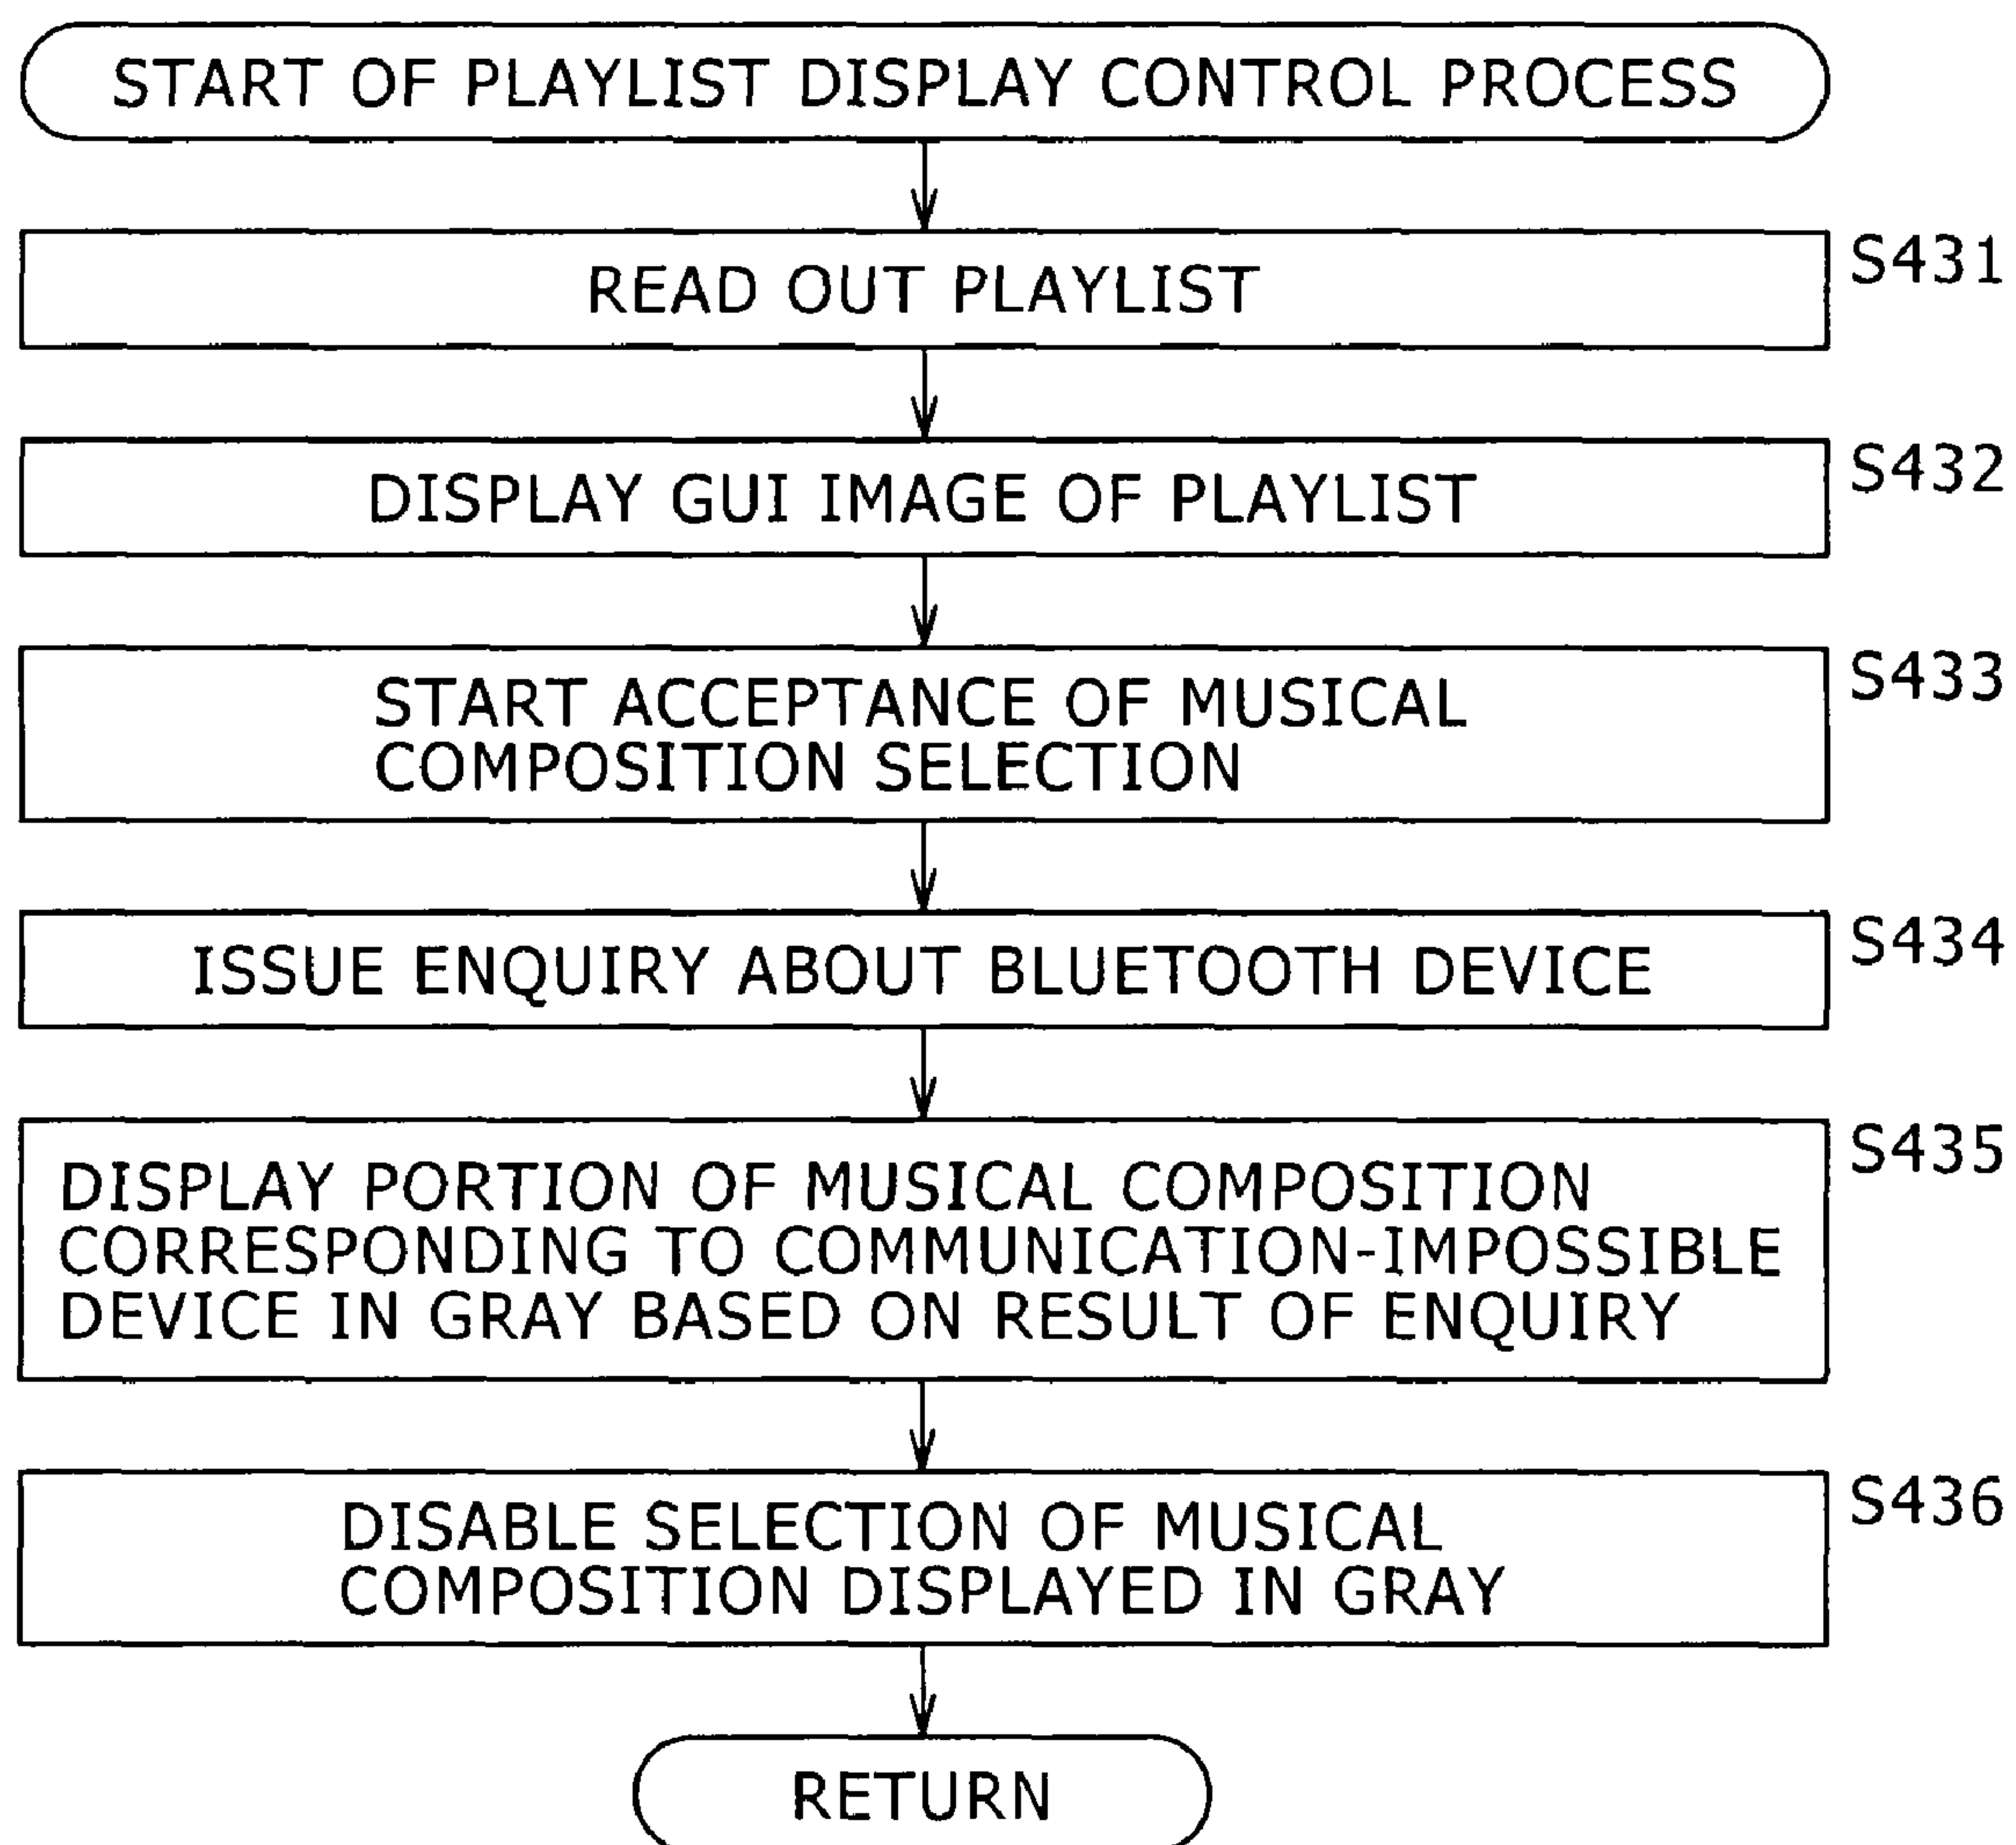 START OF PLAYLIST DISPLAY CONTROL PROCESS
S431
READ OUT PLAYLIST
S432
DISPLAY GUI IMAGE OF PLAYLIST
S433
START ACCEPTANCE OF MUSICAL
COMPOSITION SELECTION
S434
ISSUE ENQUIRY ABOUT BLUETOOTH DEVICE
S435
DISPLAY PORTION OF MUSICAL COMPOSITION
CORRESPONDING TO COMMUNICATION-IMPOSSIBLE
DEVICE IN GRAY BASED ON RESULT OF ENQUIRY
S436
DISABLE SELECTION OF MUSICAL
COMPOSITION DISPLAYED IN GRAY
RETURN